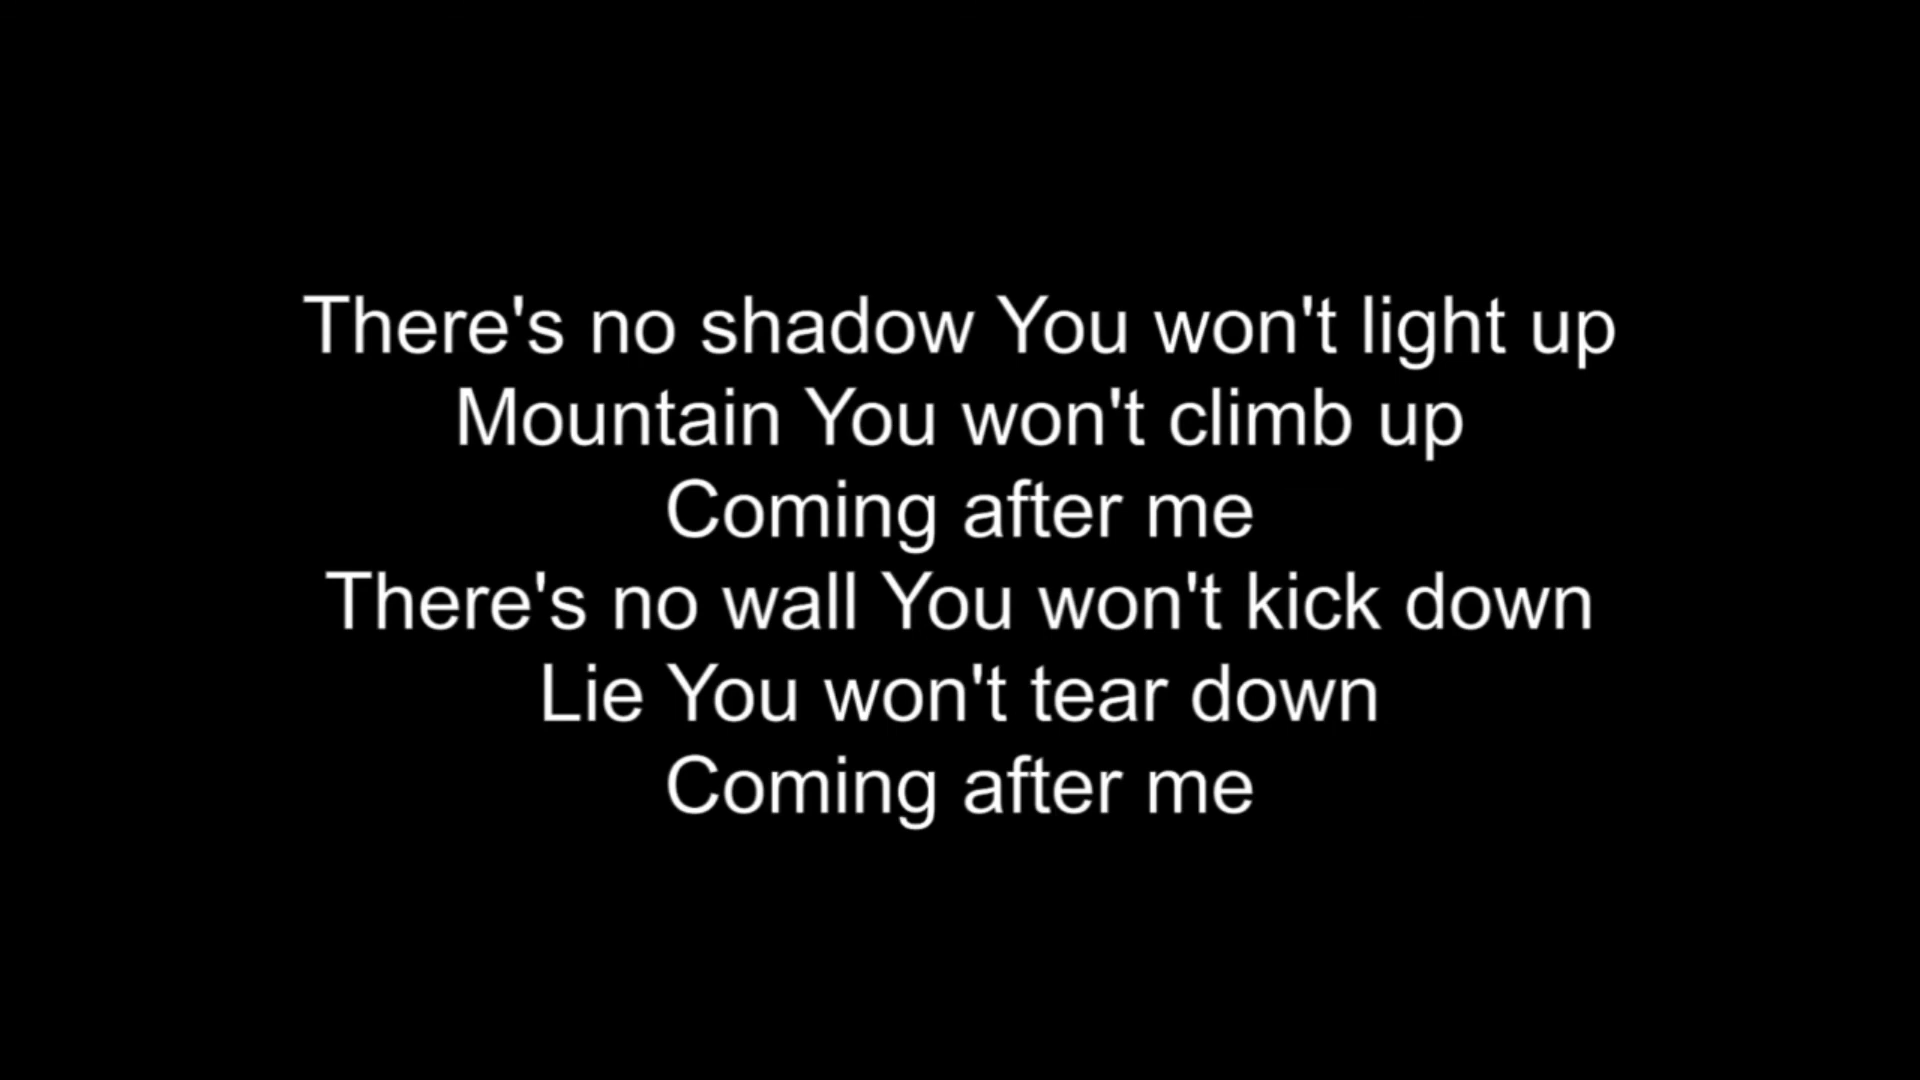 There's no shadow You won't light up
Mountain You won't climb up
Coming after me
There's no wall You won't kick down
Lie You won't tear down
Coming after me